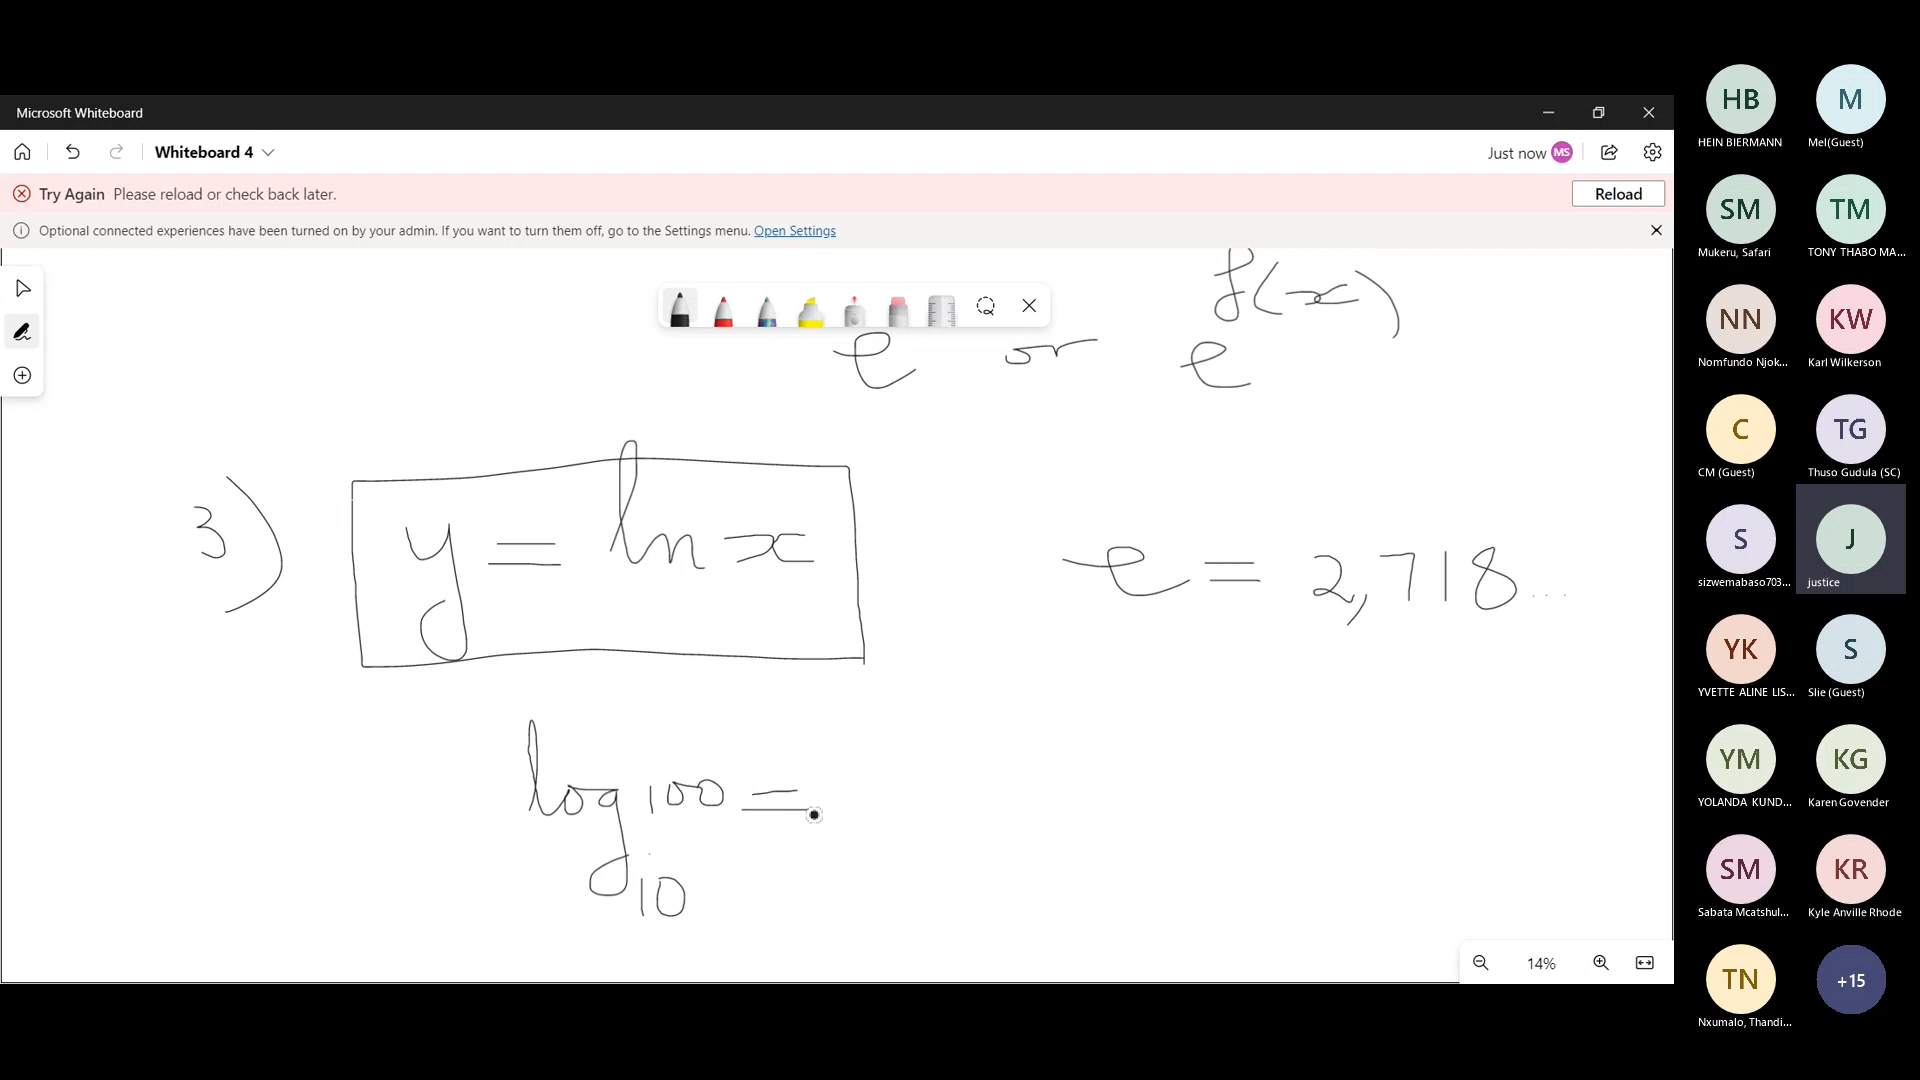 Microsoft Whiteboard
Whiteboard 4
Just now MS
Try Again Please reload or check back later.
Reload
Optional connected experiences have been turned on by your admin. If you want to turn them off, go to the Settings menu. Open Settings
f(x)
e or e
3) y = ln x
e = 2,718...
log 100 =
10
14%
HB M
HEIN BIERMANN Mel(Guest)
SM TM
Mukeru, Safari TONY THABO MA...
NN KW
Nomfundo Njok... Karl Wilkerson
C TG
CM (Guest) Thuso Gudula (SC)
S J
sizwemabaso703... justice
YK S
YVETTE ALINE LIS... Slie (Guest)
YM KG
YOLANDA KUND... Karen Govender
SM KR
Sabata Mcatshul... Kyle Anville Rhode
TN +15
Nxumalo, Thandi...